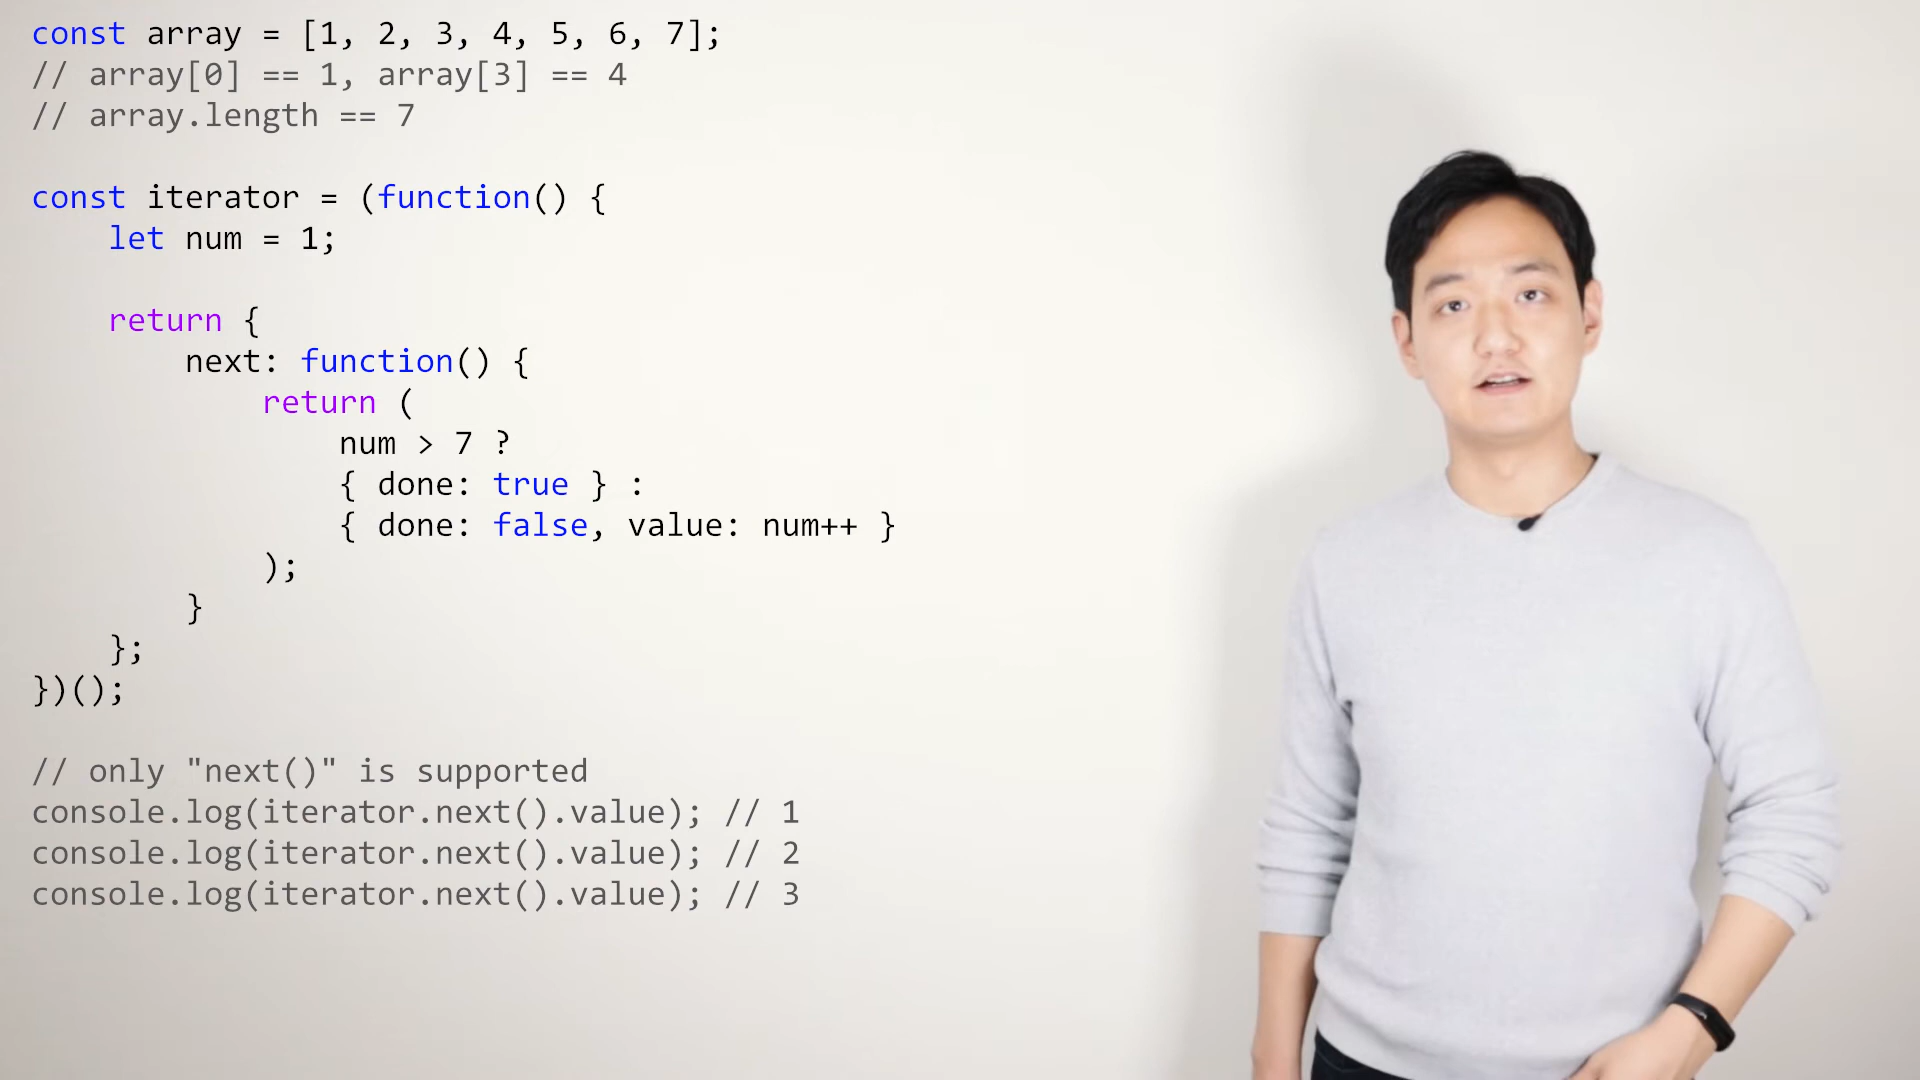 const array = [1, 2, 3, 4, 5, 6, 7];
// array[0] == 1, array[3] == 4
// array.length == 7
const iterator = (function() {
let num = 1;
return {
next: function() {
return (
num > 7 ?
{ done: true } :
{ done: false, value: num++ }
);
}
};
})();
// only "next()" is supported
console.log(iterator.next().value); // 1
console.log(iterator.next().value); // 2
console.log(iterator.next().value); // 3